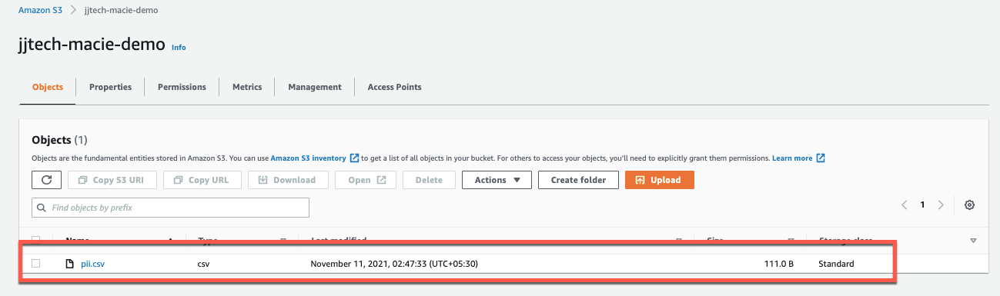 Amazon S3 > jjtech-macie-demo
jjtech-macie-demo Info
Objects Properties Permissions Metrics Management Access Points
Objects (1)
Objects are the fundamental entities stored in Amazon S3. You can use Amazon S3 inventory to get a list of all objects in your bucket. For others to access your objects, you'll need to explicitly grant them permissions. Learn more
Copy S3 URI Copy URL Download Open Delete Actions Create folder Upload
Find objects by prefix
1
Name Type Last modified Size Storage class
pii.csv csv November 11, 2021, 02:47:33 (UTC+05:30) 111.0 B Standard